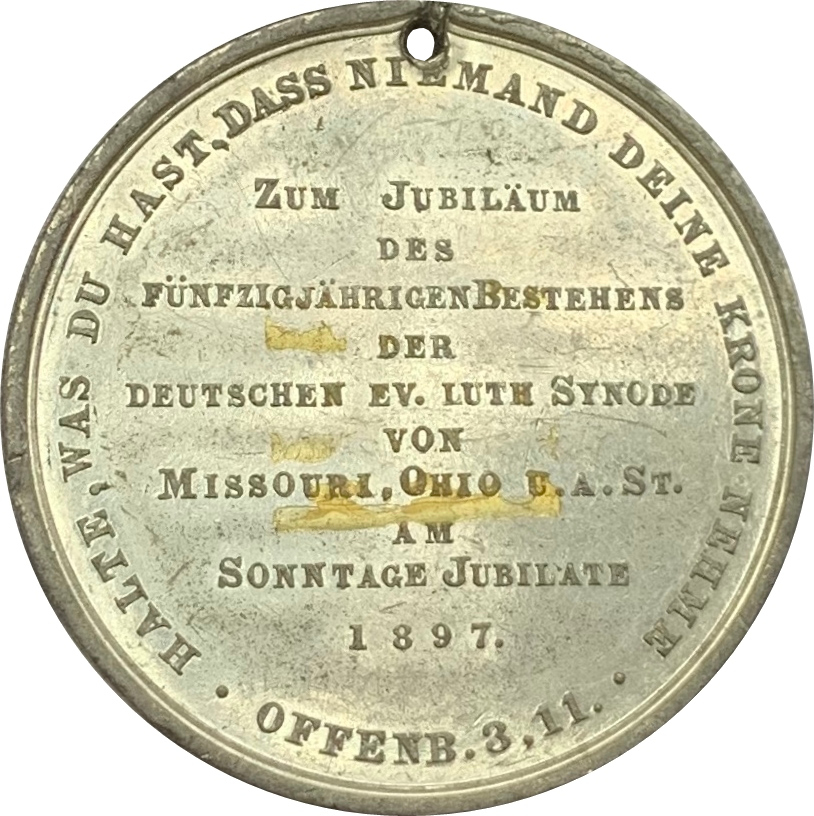 HALTE, WAS DU HAST, DASS NIEMAND DEINE KRONE NEHME
ZUM JUBILÄUM
DES
FÜNFZIGJÄHRIGEN BESTEHENS
DER
DEUTSCHEN EV. LUTH SYNODE
VON
MISSOURI, OHIO U.A. ST.
AM
SONNTAGE JUBILATE
1897.
· OFFENB. 3, 11. ·